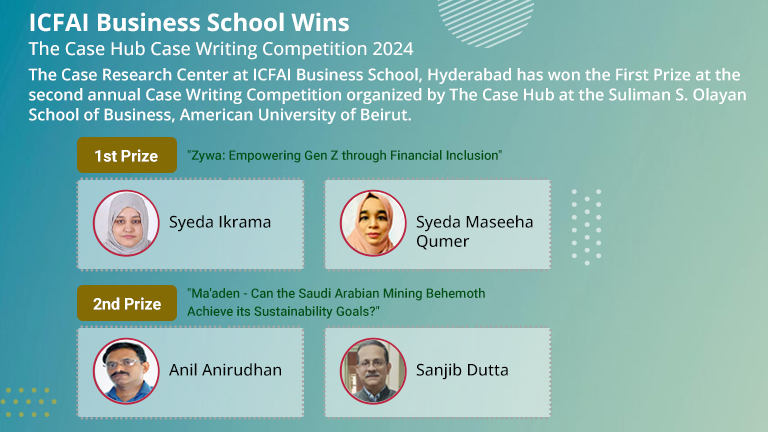 ICFAI Business School Wins
The Case Hub Case Writing Competition 2024
The Case Research Center at ICFAI Business School, Hyderabad has won the First Prize at the
second annual Case Writing Competition organized by The Case Hub at the Suliman S. Olayan
School of Business, American University of Beirut.
1st Prize
"Zywa: Empowering Gen Z through Financial Inclusion"
Syeda Ikrama
Syeda Maseeha
Qumer
2nd Prize
"Ma'aden - Can the Saudi Arabian Mining Behemoth
Achieve its Sustainability Goals?"
Anil Anirudhan
Sanjib Dutta